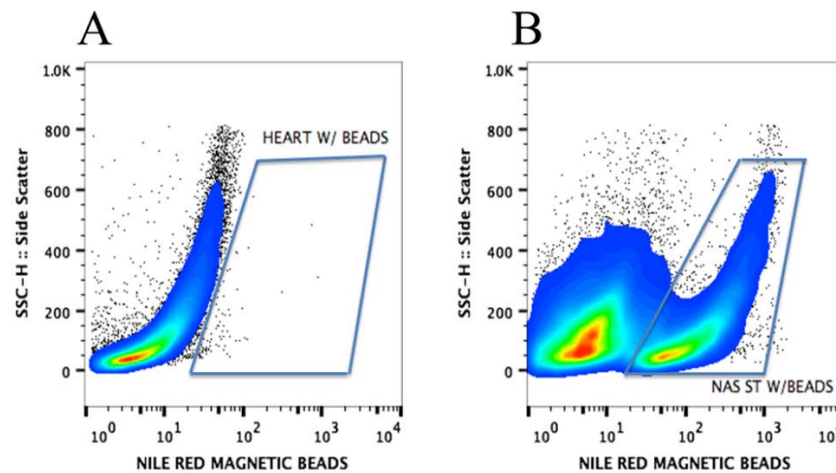 A
B
1.0K
800
600
400
200
0
SSC-H :: Side Scatter
HEART W/ BEADS
10^0
10^1
10^2
10^3
10^4
NILE RED MAGNETIC BEADS
1.0K
800
600
400
200
0
SSC-H :: Side Scatter
NAS ST W/BEADS
10^0
10^1
10^2
10^3
NILE RED MAGNETIC BEADS